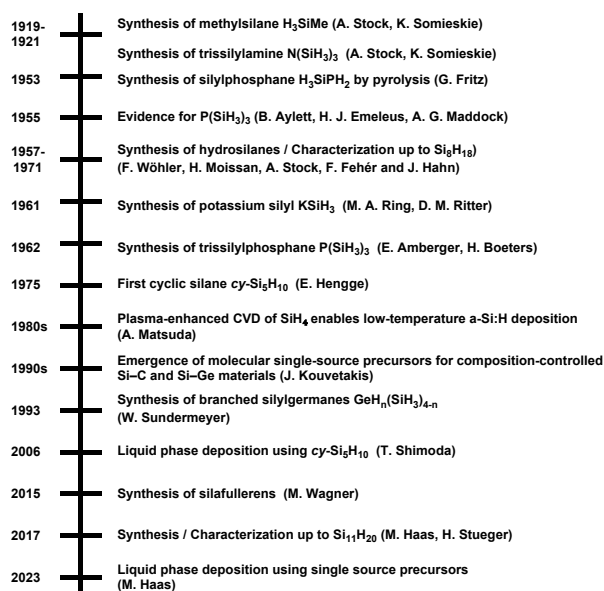 1919-
1921
Synthesis of methylsilane H₃SiMe (A. Stock, K. Somieskie)
Synthesis of trissilylamine N(SiH₃)₃ (A. Stock, K. Somieskie)
1953
Synthesis of silylphosphane H₃SiPH₂ by pyrolysis (G. Fritz)
1955
Evidence for P(SiH₃)₃ (B. Aylett, H. J. Emeleus, A. G. Maddock)
1957-
1971
Synthesis of hydrosilanes / Characterization up to Si₈H₁₈)
(F. Wöhler, H. Moissan, A. Stock, F. Fehér and J. Hahn)
1961
Synthesis of potassium silyl KSiH₃ (M. A. Ring, D. M. Ritter)
1962
Synthesis of trissilylphosphane P(SiH₃)₃ (E. Amberger, H. Boeters)
1975
First cyclic silane cy-Si₅H₁₀ (E. Hengge)
1980s
Plasma-enhanced CVD of SiH₄ enables low-temperature a-Si:H deposition
(A. Matsuda)
1990s
Emergence of molecular single-source precursors for composition-controlled
Si–C and Si–Ge materials (J. Kouvetakis)
1993
Synthesis of branched silylgermanes GeHₙ(SiH₃)₄₋ₙ
(W. Sundermeyer)
2006
Liquid phase deposition using cy-Si₅H₁₀ (T. Shimoda)
2015
Synthesis of silafullerens (M. Wagner)
2017
Synthesis / Characterization up to Si₁₁H₂₀ (M. Haas, H. Stueger)
2023
Liquid phase deposition using single source precursors
(M. Haas)